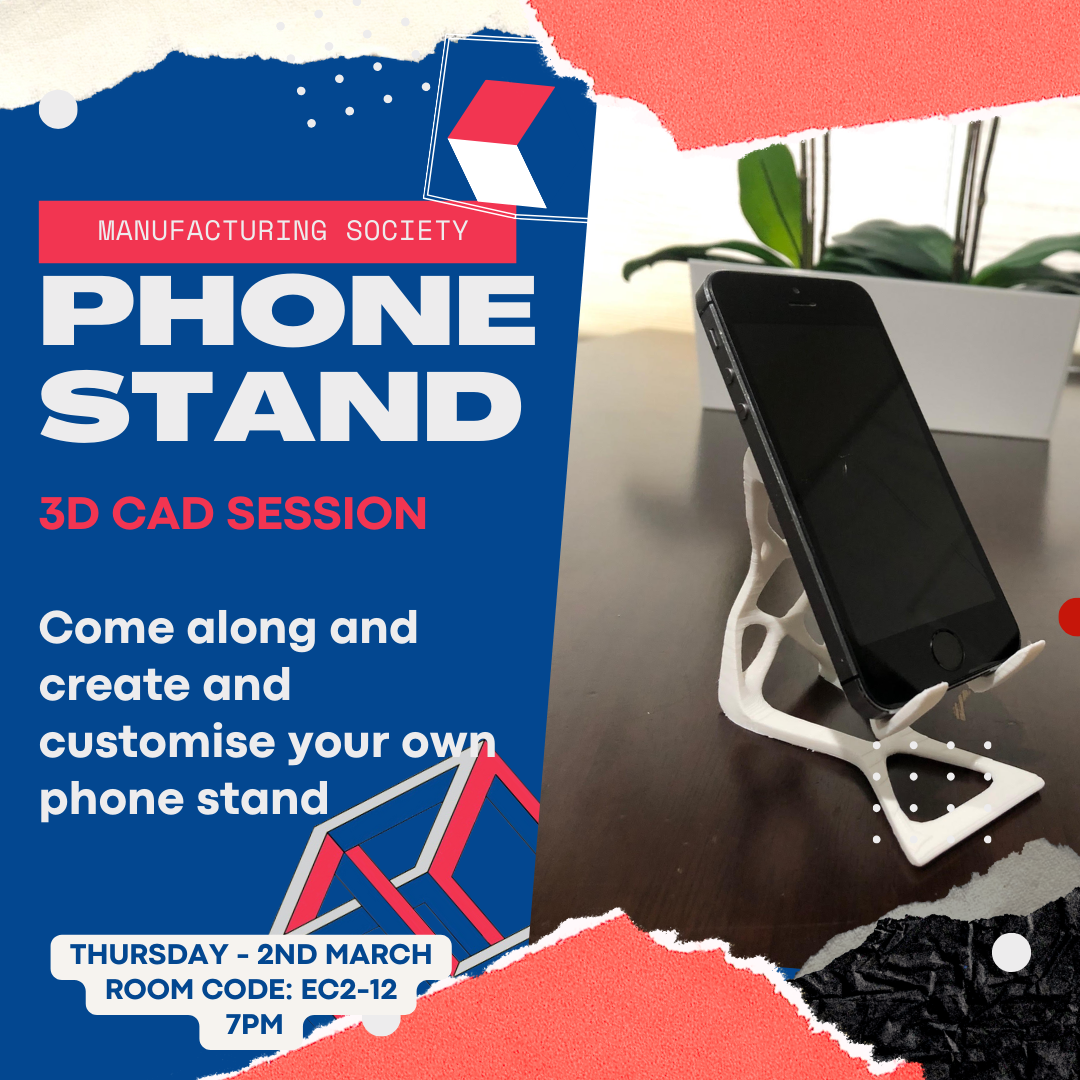 MANUFACTURING SOCIETY
PHONE
STAND
3D CAD SESSION
Come along and
create and
customise your own
phone stand
THURSDAY - 2ND MARCH
ROOM CODE: EC2-12
7PM